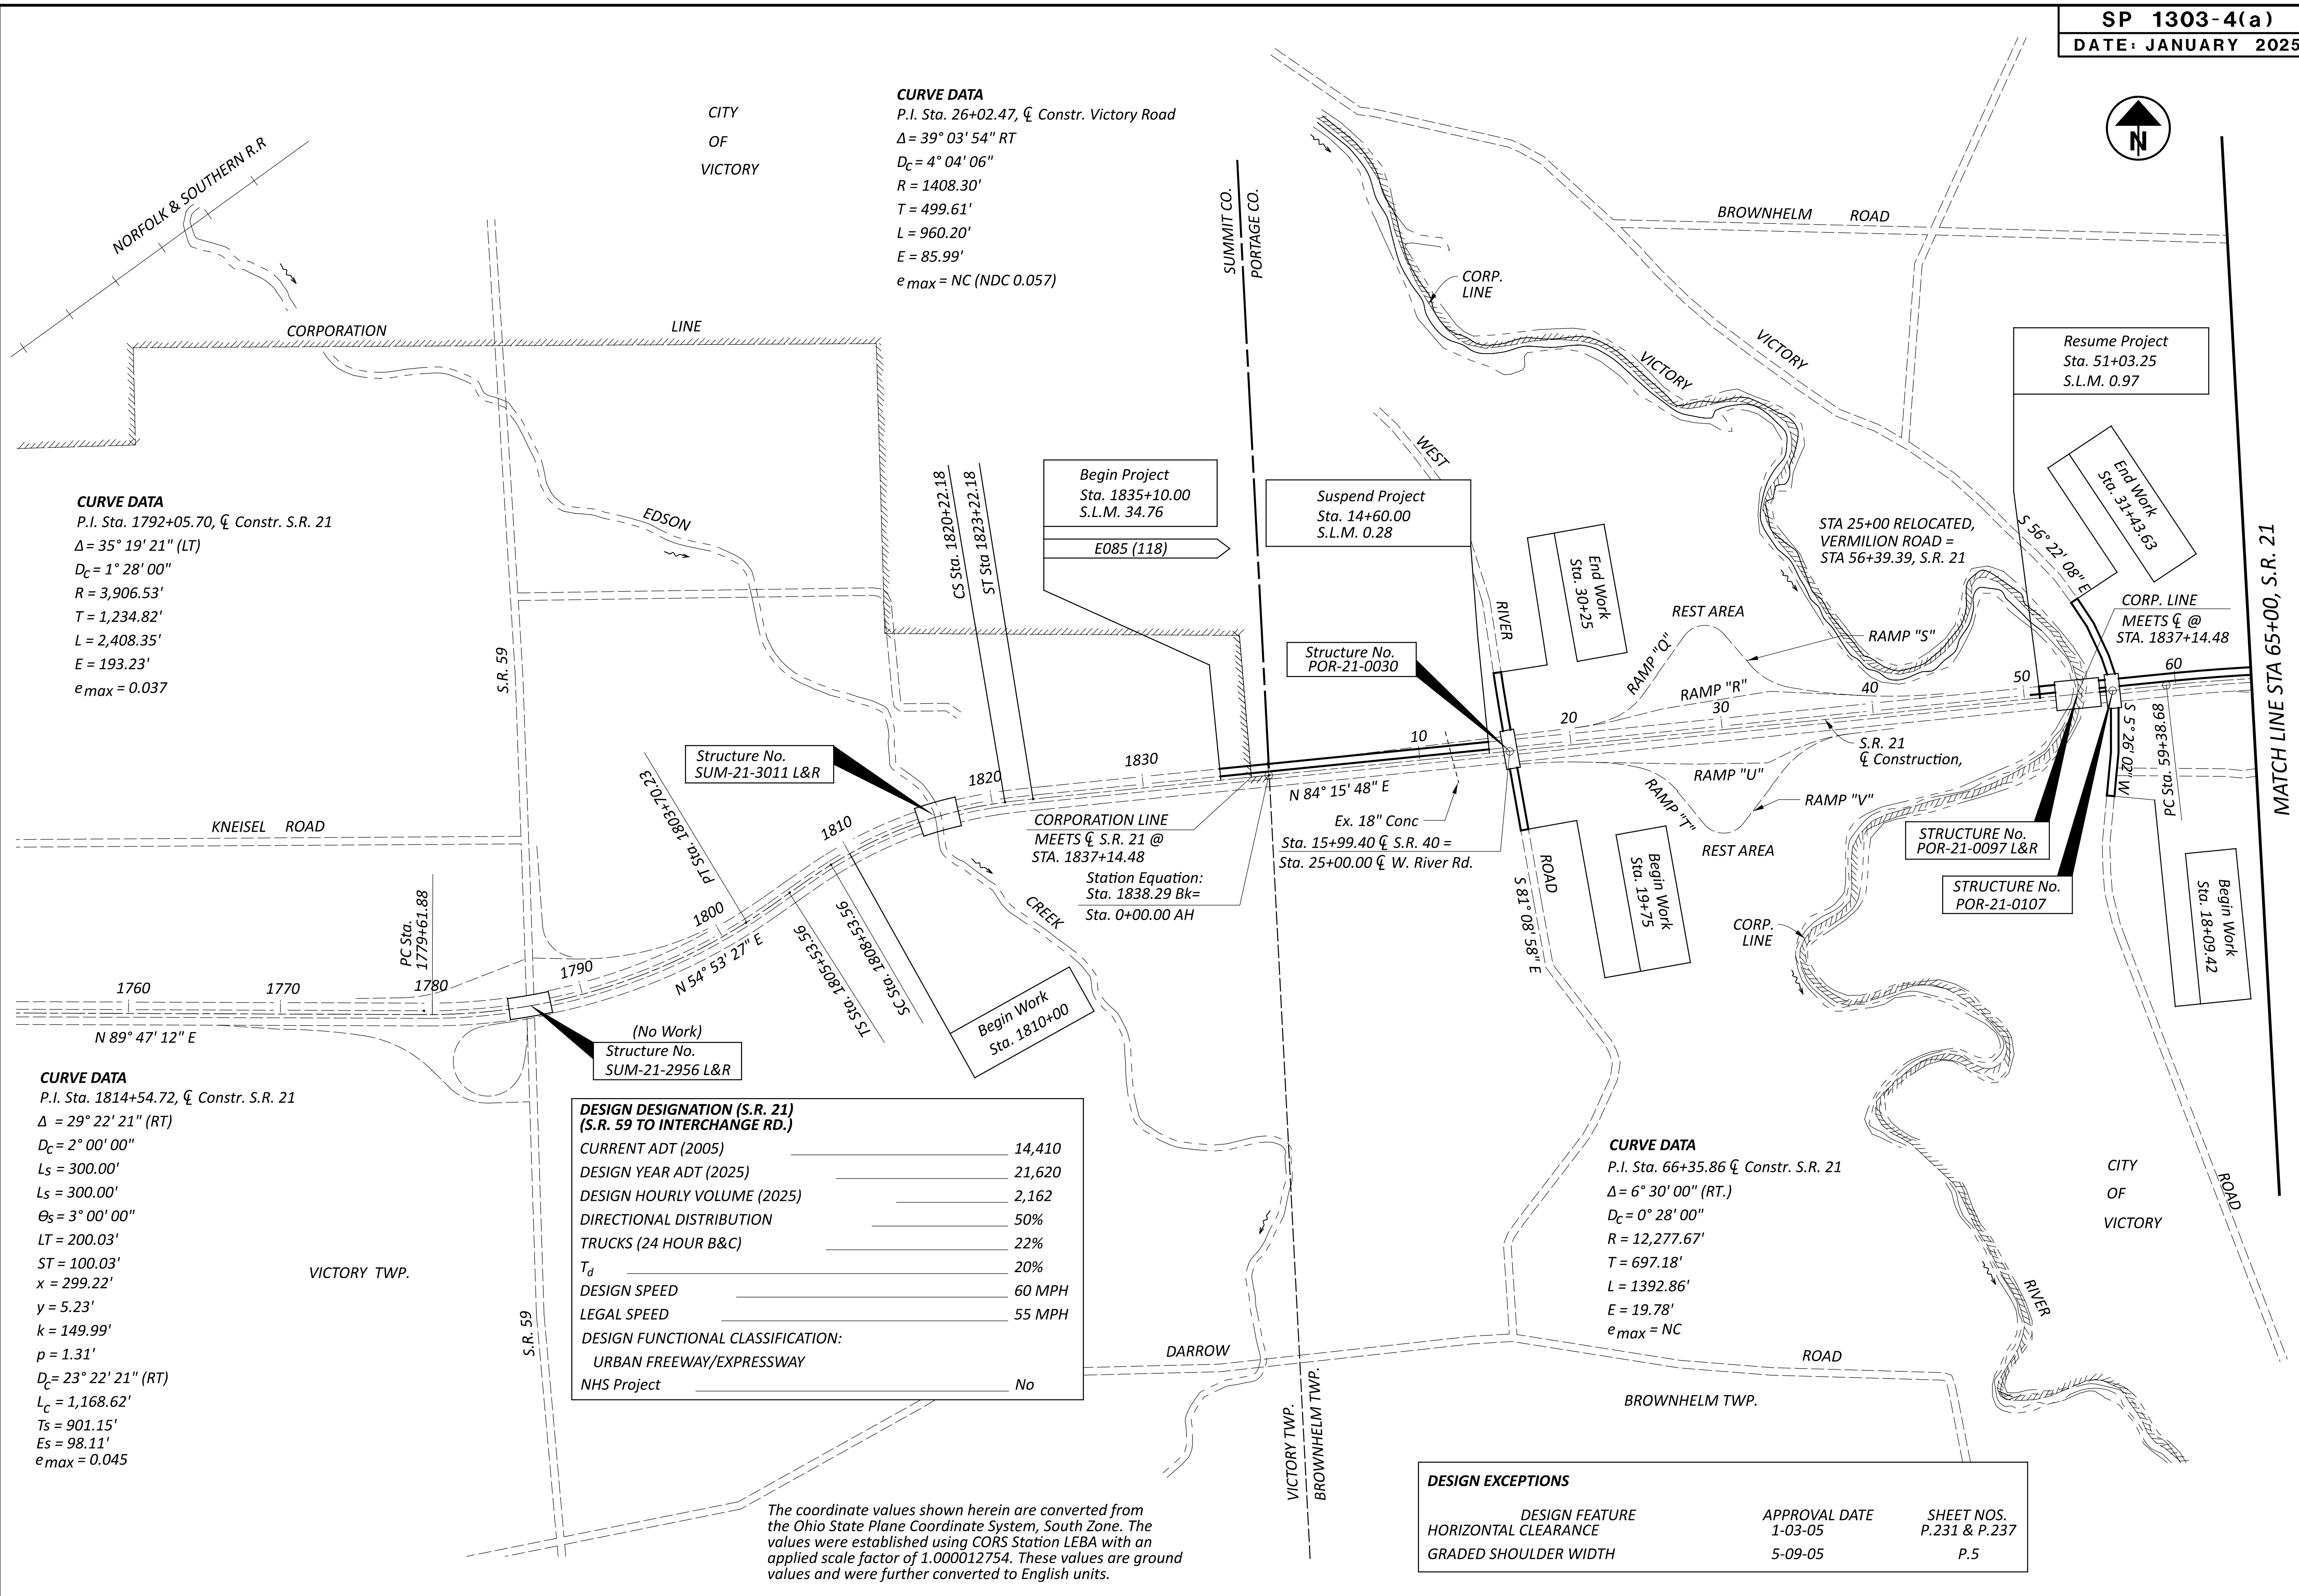 SP 1303-4(a)
DATE: JANUARY 2025
N
CITY
OF
VICTORY
CURVE DATA
P.I. Sta. 26+02.47, ℄ Constr. Victory Road
Δ = 39° 03' 54" RT
Dc = 4° 04' 06"
R = 1408.30'
T = 499.61'
L = 960.20'
E = 85.99'
e max = NC (NDC 0.057)
NORFOLK & SOUTHERN R.R
CORPORATION LINE
SUMMIT CO.
PORTAGE CO.
CORP.
LINE
BROWNHELM ROAD
VICTORY
VICTORY
Resume Project
Sta. 51+03.25
S.L.M. 0.97
CURVE DATA
P.I. Sta. 1792+05.70, ℄ Constr. S.R. 21
Δ = 35° 19' 21" (LT)
Dc = 1° 28' 00"
R = 3,906.53'
T = 1,234.82'
L = 2,408.35'
E = 193.23'
e max = 0.037
S.R. 59
EDSON
CS Sta. 1820+22.18
ST Sta 1823+22.18
Begin Project
Sta. 1835+10.00
S.L.M. 34.76
E085 (118)
Suspend Project
Sta. 14+60.00
S.L.M. 0.28
WEST
RIVER
End Work
Sta. 30+25
STA 25+00 RELOCATED,
VERMILION ROAD =
STA 56+39.39, S.R. 21
S 56° 22' 08" E
End Work
Sta. 31+43.63
CORP. LINE
MEETS ℄ @
STA. 1837+14.48
MATCH LINE STA 65+00, S.R. 21
Structure No.
POR-21-0030
REST AREA
RAMP "Q"
RAMP "S"
RAMP "R"
10
20
30
40
50
60
S.R. 21
℄ Construction,
RAMP "U"
RAMP "V"
RAMP "T"
REST AREA
S 5° 26' 02" W
PC Sta. 59+38.68
Structure No.
SUM-21-3011 L&R
PT Sta. 1803+70.23
1760
1770
1780
1790
1800
1810
1820
1830
N 84° 15' 48" E
CORPORATION LINE
MEETS ℄ S.R. 21 @
STA. 1837+14.48
Station Equation:
Sta. 1838.29 Bk=
Sta. 0+00.00 AH
Ex. 18" Conc
Sta. 15+99.40 ℄ S.R. 40 =
Sta. 25+00.00 ℄ W. River Rd.
ROAD
S 81° 08' 58" E
Begin Work
Sta. 19+75
STRUCTURE No.
POR-21-0097 L&R
STRUCTURE No.
POR-21-0107
Begin Work
Sta. 18+09.42
CORP.
LINE
KNEISEL ROAD
PC Sta.
1779+61.88
N 54° 53' 27" E
TS Sta. 1805+53.56
SC Sta. 1808+53.56
CREEK
Begin Work
Sta. 1810+00
N 89° 47' 12" E
(No Work)
Structure No.
SUM-21-2956 L&R
CURVE DATA
P.I. Sta. 1814+54.72, ℄ Constr. S.R. 21
Δ = 29° 22' 21" (RT)
Dc = 2° 00' 00"
Ls = 300.00'
Ls = 300.00'
Θs = 3° 00' 00"
LT = 200.03'
ST = 100.03'
x = 299.22'
y = 5.23'
k = 149.99'
p = 1.31'
Dc = 23° 22' 21" (RT)
Lc = 1,168.62'
Ts = 901.15'
Es = 98.11'
e max = 0.045
VICTORY TWP.
S.R. 59
DESIGN DESIGNATION (S.R. 21)
(S.R. 59 TO INTERCHANGE RD.)
CURRENT ADT (2005) 14,410
DESIGN YEAR ADT (2025) 21,620
DESIGN HOURLY VOLUME (2025) 2,162
DIRECTIONAL DISTRIBUTION 50%
TRUCKS (24 HOUR B&C) 22%
Td 20%
DESIGN SPEED 60 MPH
LEGAL SPEED 55 MPH
DESIGN FUNCTIONAL CLASSIFICATION:
URBAN FREEWAY/EXPRESSWAY
NHS Project No
CURVE DATA
P.I. Sta. 66+35.86 ℄ Constr. S.R. 21
Δ = 6° 30' 00" (RT.)
Dc = 0° 28' 00"
R = 12,277.67'
T = 697.18'
L = 1392.86'
E = 19.78'
e max = NC
CITY
OF
VICTORY
ROAD
RIVER
DARROW ROAD
BROWNHELM TWP.
VICTORY TWP.
BROWNHELM TWP.
The coordinate values shown herein are converted from
the Ohio State Plane Coordinate System, South Zone. The
values were established using CORS Station LEBA with an
applied scale factor of 1.000012754. These values are ground
values and were further converted to English units.
DESIGN EXCEPTIONS
DESIGN FEATURE APPROVAL DATE SHEET NOS.
HORIZONTAL CLEARANCE 1-03-05 P.231 & P.237
GRADED SHOULDER WIDTH 5-09-05 P.5